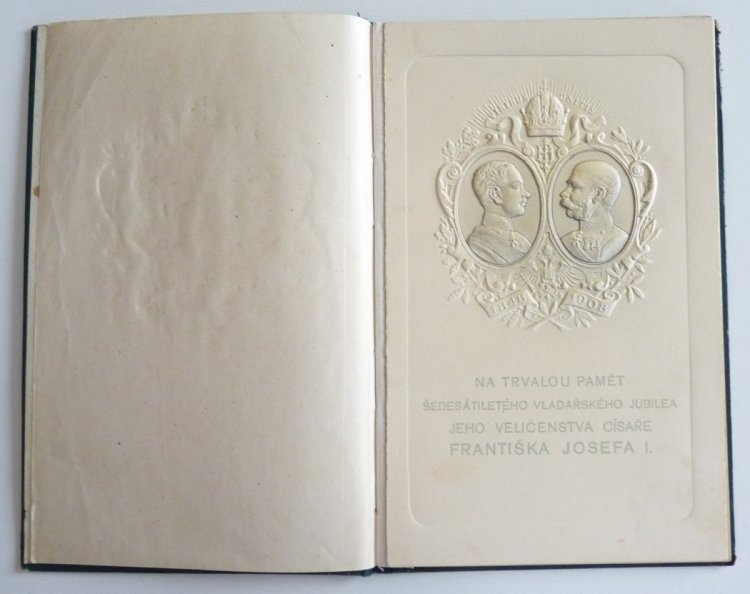 1848 1908
NA TRVALOU PAMĚT
ŠEDESÁTILETÉHO VLADAŘSKÉHO JUBILEA
JEHO VELIČENSTVA CÍSAŘE
FRANTIŠKA JOSEFA I.